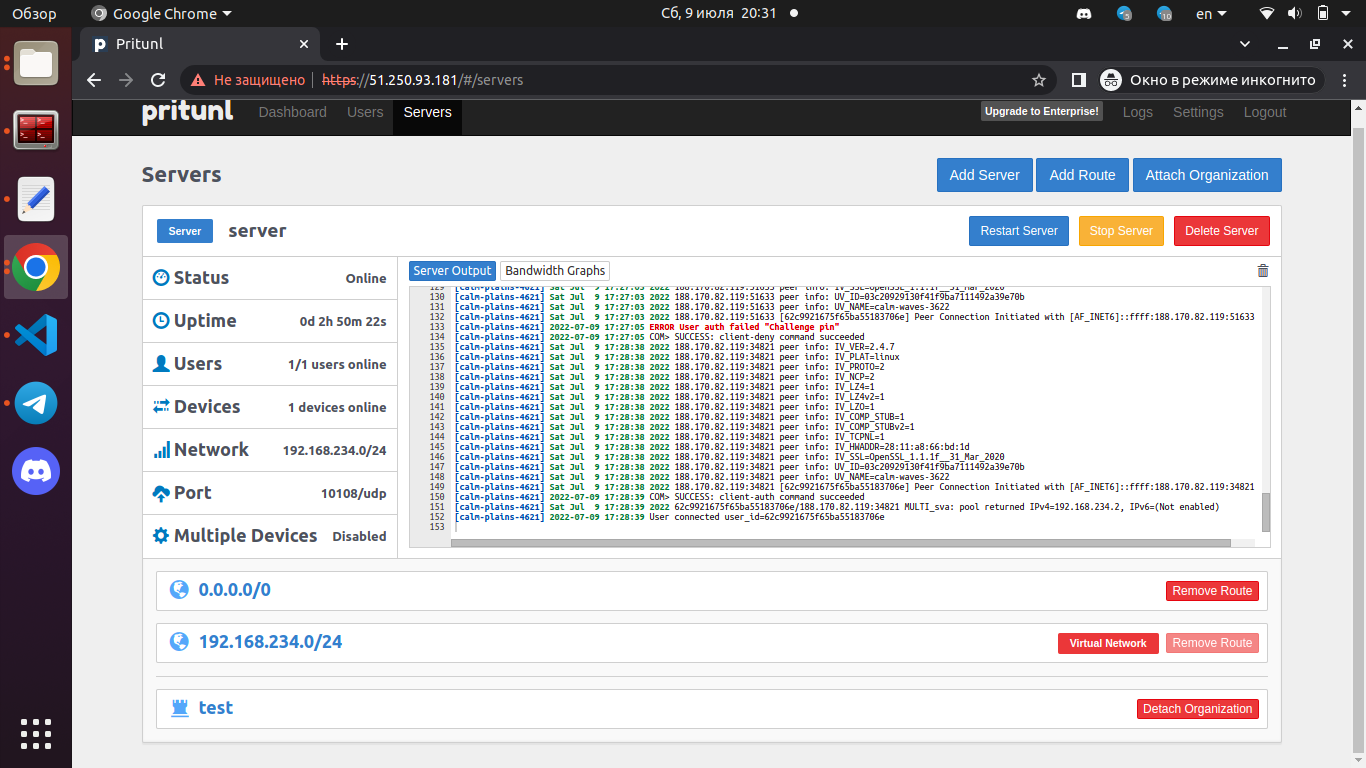 Обзор
Google Chrome
Сб, 9 июля 20:31
5
10
en
Pritunl
Не защищено
https://51.250.93.181/#/servers
Окно в режиме инкогнито
pritunl
Dashboard
Users
Servers
Upgrade to Enterprise!
Logs
Settings
Logout
Servers
Add Server
Add Route
Attach Organization
Server
server
Restart Server
Stop Server
Delete Server
Status
Online
Uptime
0d 2h 50m 22s
Users
1/1 users online
Devices
1 devices online
Network
192.168.234.0/24
Port
10108/udp
Multiple Devices
Disabled
Server Output
Bandwidth Graphs
129 [calm-plains-4621] Sat Jul 9 17:27:03 2022 188.170.82.119:51633 peer info: IV_SSL=OpenSSL_1.1.1f__31_Mar_2020
130 [calm-plains-4621] Sat Jul 9 17:27:03 2022 188.170.82.119:51633 peer info: UV_ID=03c20929130f41f9ba7111492a39e70b
131 [calm-plains-4621] Sat Jul 9 17:27:03 2022 188.170.82.119:51633 peer info: UV_NAME=calm-waves-3622
132 [calm-plains-4621] Sat Jul 9 17:27:03 2022 188.170.82.119:51633 [62c9921675f65ba55183706e] Peer Connection Initiated with [AF_INET6]::ffff:188.170.82.119:51633
133 [calm-plains-4621] 2022-07-09 17:27:05 ERROR User auth failed "Challenge pin"
134 [calm-plains-4621] 2022-07-09 17:27:05 COM> SUCCESS: client-deny command succeeded
135 [calm-plains-4621] Sat Jul 9 17:28:38 2022 188.170.82.119:34821 peer info: IV_VER=2.4.7
136 [calm-plains-4621] Sat Jul 9 17:28:38 2022 188.170.82.119:34821 peer info: IV_PLAT=linux
137 [calm-plains-4621] Sat Jul 9 17:28:38 2022 188.170.82.119:34821 peer info: IV_PROTO=2
138 [calm-plains-4621] Sat Jul 9 17:28:38 2022 188.170.82.119:34821 peer info: IV_NCP=2
139 [calm-plains-4621] Sat Jul 9 17:28:38 2022 188.170.82.119:34821 peer info: IV_LZ4=1
140 [calm-plains-4621] Sat Jul 9 17:28:38 2022 188.170.82.119:34821 peer info: IV_LZ4v2=1
141 [calm-plains-4621] Sat Jul 9 17:28:38 2022 188.170.82.119:34821 peer info: IV_LZO=1
142 [calm-plains-4621] Sat Jul 9 17:28:38 2022 188.170.82.119:34821 peer info: IV_COMP_STUB=1
143 [calm-plains-4621] Sat Jul 9 17:28:38 2022 188.170.82.119:34821 peer info: IV_COMP_STUBv2=1
144 [calm-plains-4621] Sat Jul 9 17:28:38 2022 188.170.82.119:34821 peer info: IV_TCPNL=1
145 [calm-plains-4621] Sat Jul 9 17:28:38 2022 188.170.82.119:34821 peer info: IV_HWADDR=28:11:a8:66:bd:1d
146 [calm-plains-4621] Sat Jul 9 17:28:38 2022 188.170.82.119:34821 peer info: IV_SSL=OpenSSL_1.1.1f__31_Mar_2020
147 [calm-plains-4621] Sat Jul 9 17:28:38 2022 188.170.82.119:34821 peer info: UV_ID=03c20929130f41f9ba7111492a39e70b
148 [calm-plains-4621] Sat Jul 9 17:28:38 2022 188.170.82.119:34821 peer info: UV_NAME=calm-waves-3622
149 [calm-plains-4621] Sat Jul 9 17:28:38 2022 188.170.82.119:34821 [62c9921675f65ba55183706e] Peer Connection Initiated with [AF_INET6]::ffff:188.170.82.119:34821
150 [calm-plains-4621] 2022-07-09 17:28:39 COM> SUCCESS: client-auth command succeeded
151 [calm-plains-4621] Sat Jul 9 17:28:39 2022 62c9921675f65ba55183706e/188.170.82.119:34821 MULTI_sva: pool returned IPv4=192.168.234.2, IPv6=(Not enabled)
152 [calm-plains-4621] 2022-07-09 17:28:39 User connected user_id=62c9921675f65ba55183706e
153
0.0.0.0/0
Remove Route
192.168.234.0/24
Virtual Network
Remove Route
test
Detach Organization